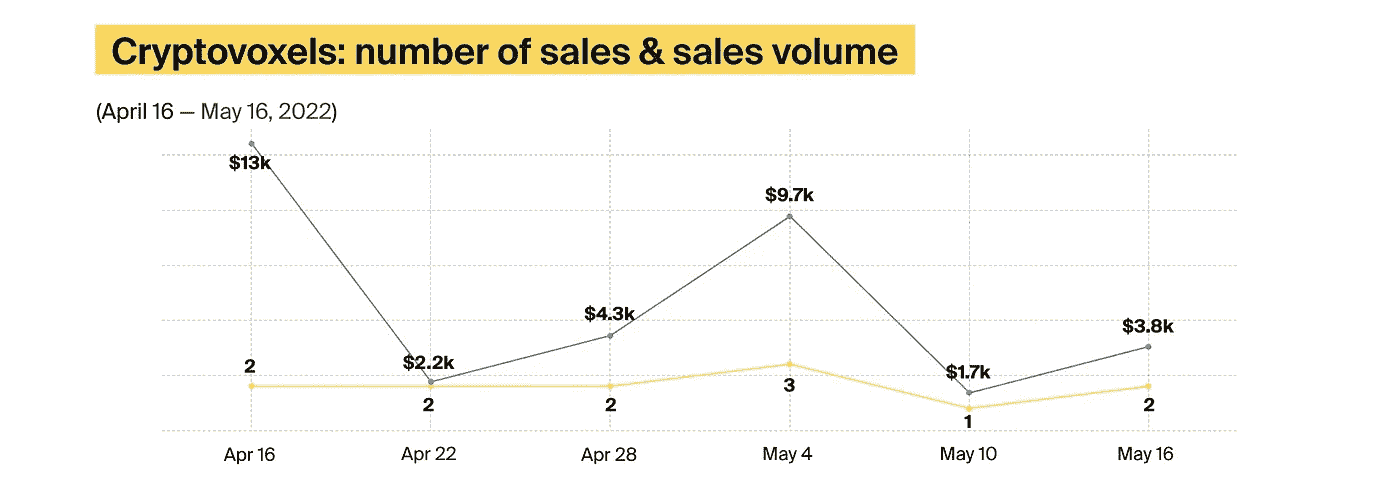 Cryptovoxels: number of sales & sales volume
(April 16 — May 16, 2022)
$13k
$9.7k
$4.3k
$3.8k
$2.2k
$1.7k
2
3
2
2
2
1
Apr 16 Apr 22 Apr 28 May 4 May 10 May 16